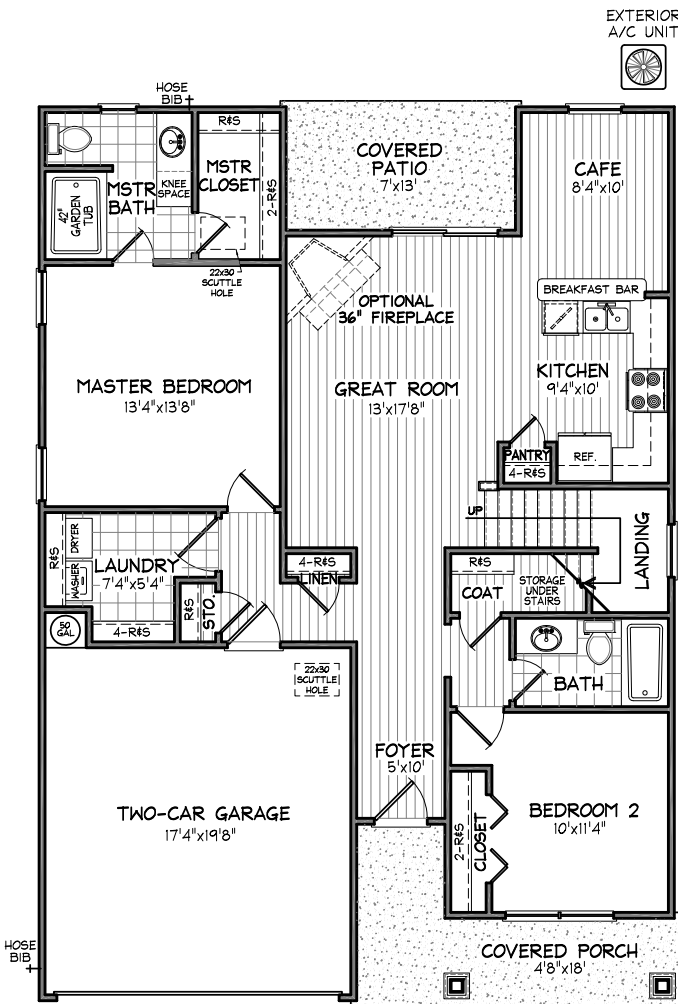 EXTERIOR
A/C UNIT
HOSE
BIB
R&S
MSTR
CLOSET
2-R&S
COVERED
PATIO
7'x13'
CAFE
8'4"x10'
MSTR
BATH
KNEE
SPACE
42"
GARDEN
TUB
22x30
SCUTTLE
HOLE
BREAKFAST BAR
OPTIONAL
36" FIREPLACE
MASTER BEDROOM
13'4"x13'8"
GREAT ROOM
13'x17'8"
KITCHEN
9'4"x10'
PANTRY
4-R&S
REF.
UP
LANDING
R&S
DRYER
WASHER
LAUNDRY
7'4"x5'4"
4-R&S
R&S
STO.
4-R&S
LINEN
R&S
COAT
STORAGE
UNDER
STAIRS
50
GAL
22x30
SCUTTLE
HOLE
BATH
FOYER
5'x10'
TWO-CAR GARAGE
17'4"x19'8"
2-R&S
CLOSET
BEDROOM 2
10'x11'4"
HOSE
BIB
COVERED PORCH
4'8"x18'